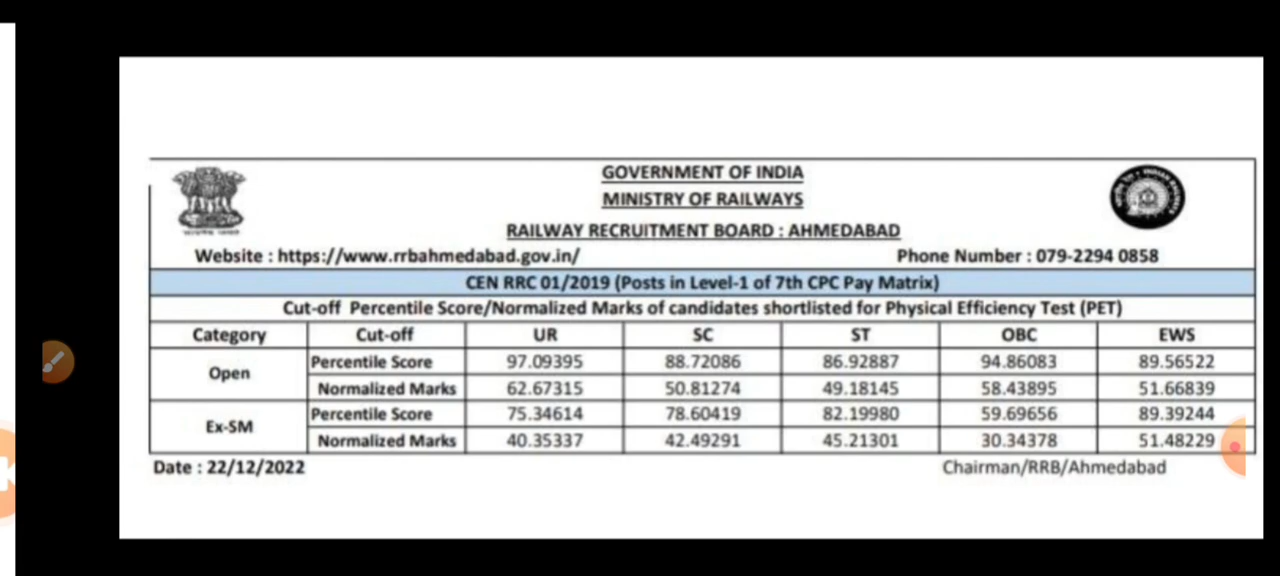 GOVERNMENT OF INDIA
MINISTRY OF RAILWAYS
RAILWAY RECRUITMENT BOARD : AHMEDABAD
Website : https://www.rrbahmedabad.gov.in/ Phone Number : 079-2294 0858
CEN RRC 01/2019 (Posts in Level-1 of 7th CPC Pay Matrix)
Cut-off Percentile Score/Normalized Marks of candidates shortlisted for Physical Efficiency Test (PET)
Category Cut-off UR SC ST OBC EWS
Open Percentile Score 97.09395 88.72086 86.92887 94.86083 89.56522
Normalized Marks 62.67315 50.81274 49.18145 58.43895 51.66839
Ex-SM Percentile Score 75.34614 78.60419 82.19980 59.69656 89.39244
Normalized Marks 40.35337 42.49291 45.21301 30.34378 51.48229
Date : 22/12/2022 Chairman/RRB/Ahmedabad